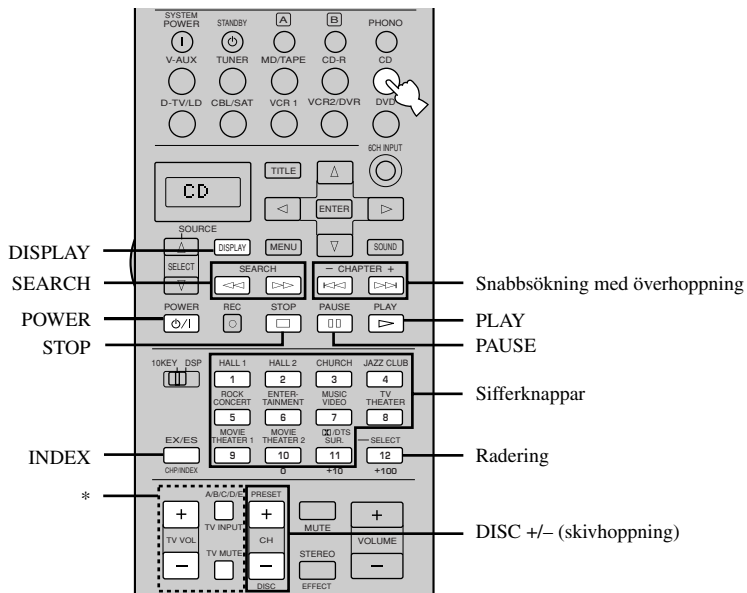 SYSTEM POWER STANDBY A B PHONO
V-AUX TUNER MD/TAPE CD-R CD
D-TV/LD CBL/SAT VCR 1 VCR2/DVR DVD
6CH INPUT
TITLE
CD
ENTER
SOURCE
SELECT
DISPLAY
MENU
SOUND
DISPLAY
SEARCH
SEARCH
– CHAPTER +
Snabbsökning med överhoppning
POWER
POWER REC STOP PAUSE PLAY
PLAY
STOP
PAUSE
10KEY DSP
HALL 1 HALL 2 CHURCH JAZZ CLUB
1 2 3 4
ROCK CONCERT ENTER-TAINMENT MUSIC VIDEO TV THEATER
Sifferknappar
5 6 7 8
MOVIE THEATER 1 MOVIE THEATER 2 /DTS SUR. SELECT
EX/ES
INDEX
9 10 11 12
Radering
CHP/INDEX 0 +10 +100
*
A/B/C/D/E PRESET
+ + +
TV INPUT MUTE
TV VOL CH VOLUME
DISC +/– (skivhoppning)
TV MUTE STEREO
– – –
DISC EFFECT